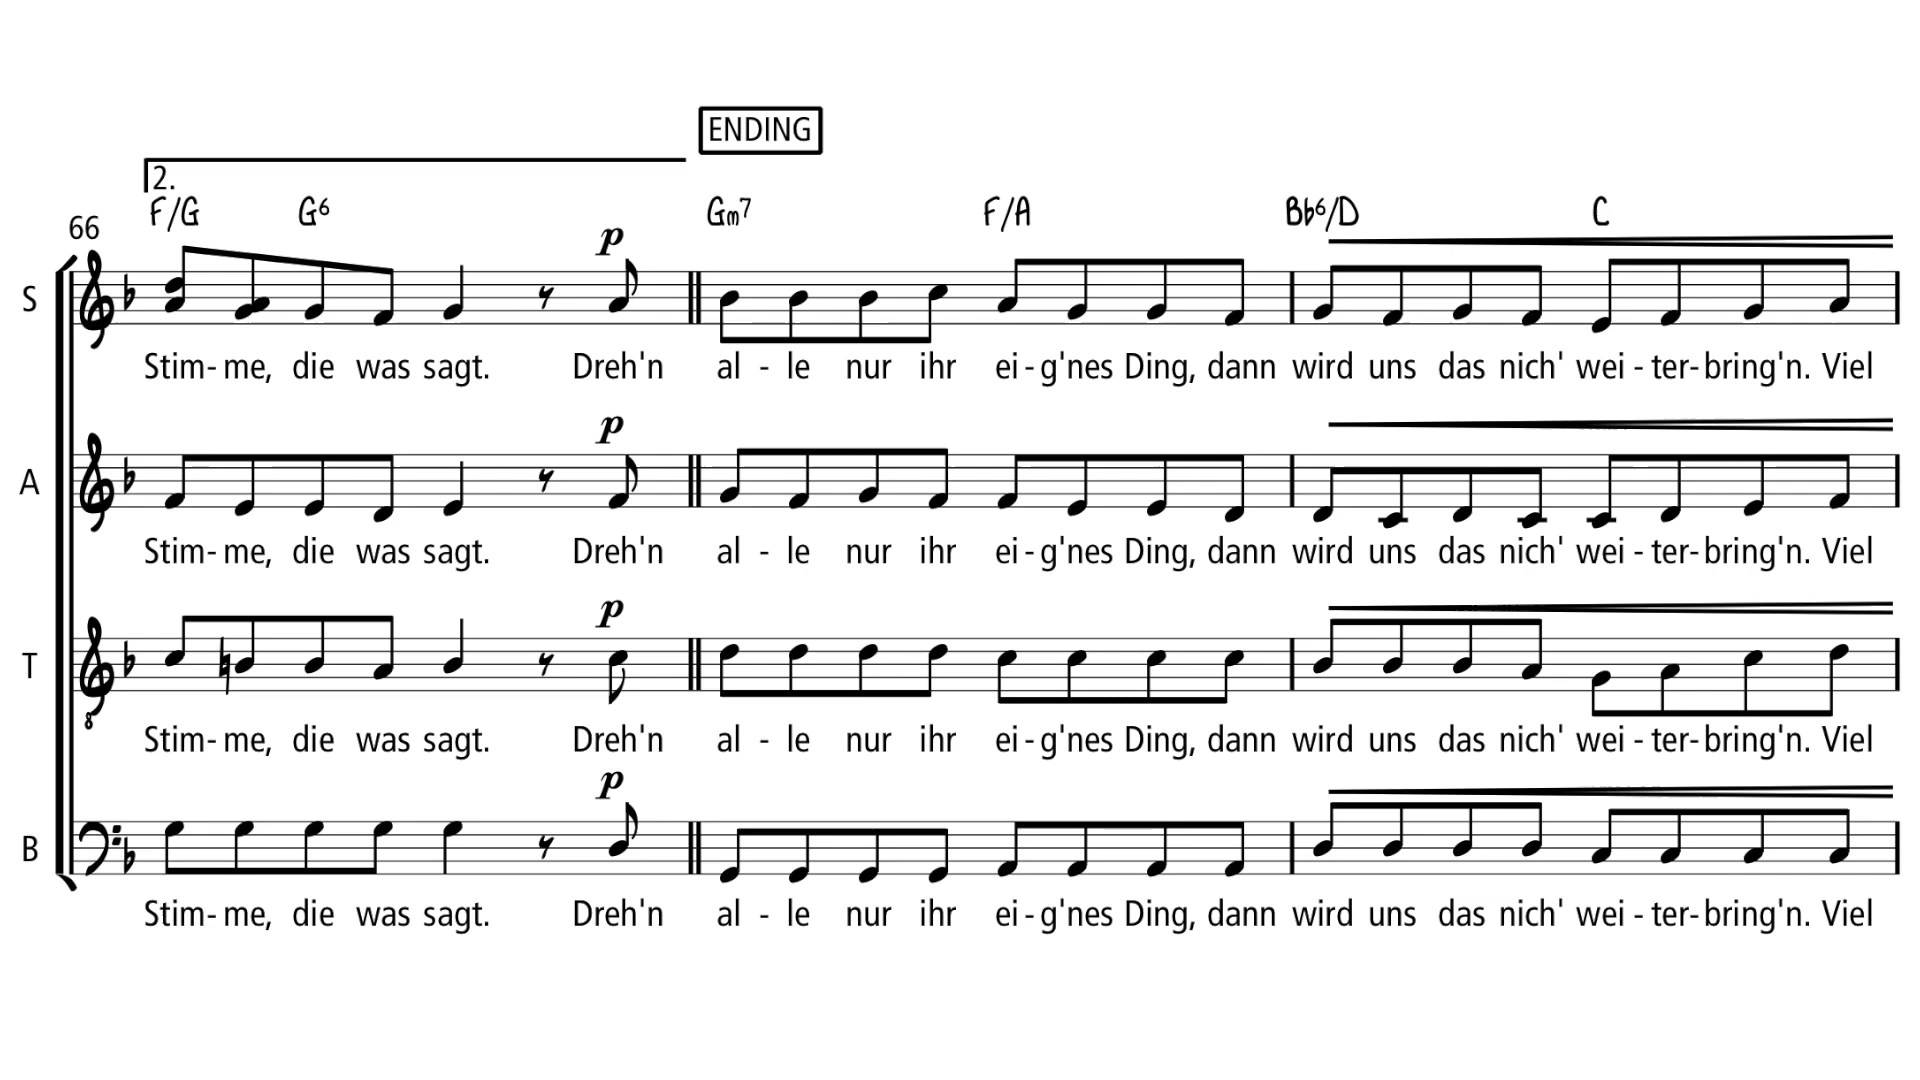 ENDING
2.
F/G G6 Gm7 F/A Bb6/D C
66
p
S
Stim- me, die was sagt. Dreh'n al - le nur ihr ei - g'nes Ding, dann wird uns das nich' wei - ter- bring'n. Viel
p
A
Stim- me, die was sagt. Dreh'n al - le nur ihr ei - g'nes Ding, dann wird uns das nich' wei - ter- bring'n. Viel
p
T
8
Stim- me, die was sagt. Dreh'n al - le nur ihr ei - g'nes Ding, dann wird uns das nich' wei - ter- bring'n. Viel
p
B
Stim- me, die was sagt. Dreh'n al - le nur ihr ei - g'nes Ding, dann wird uns das nich' wei - ter- bring'n. Viel